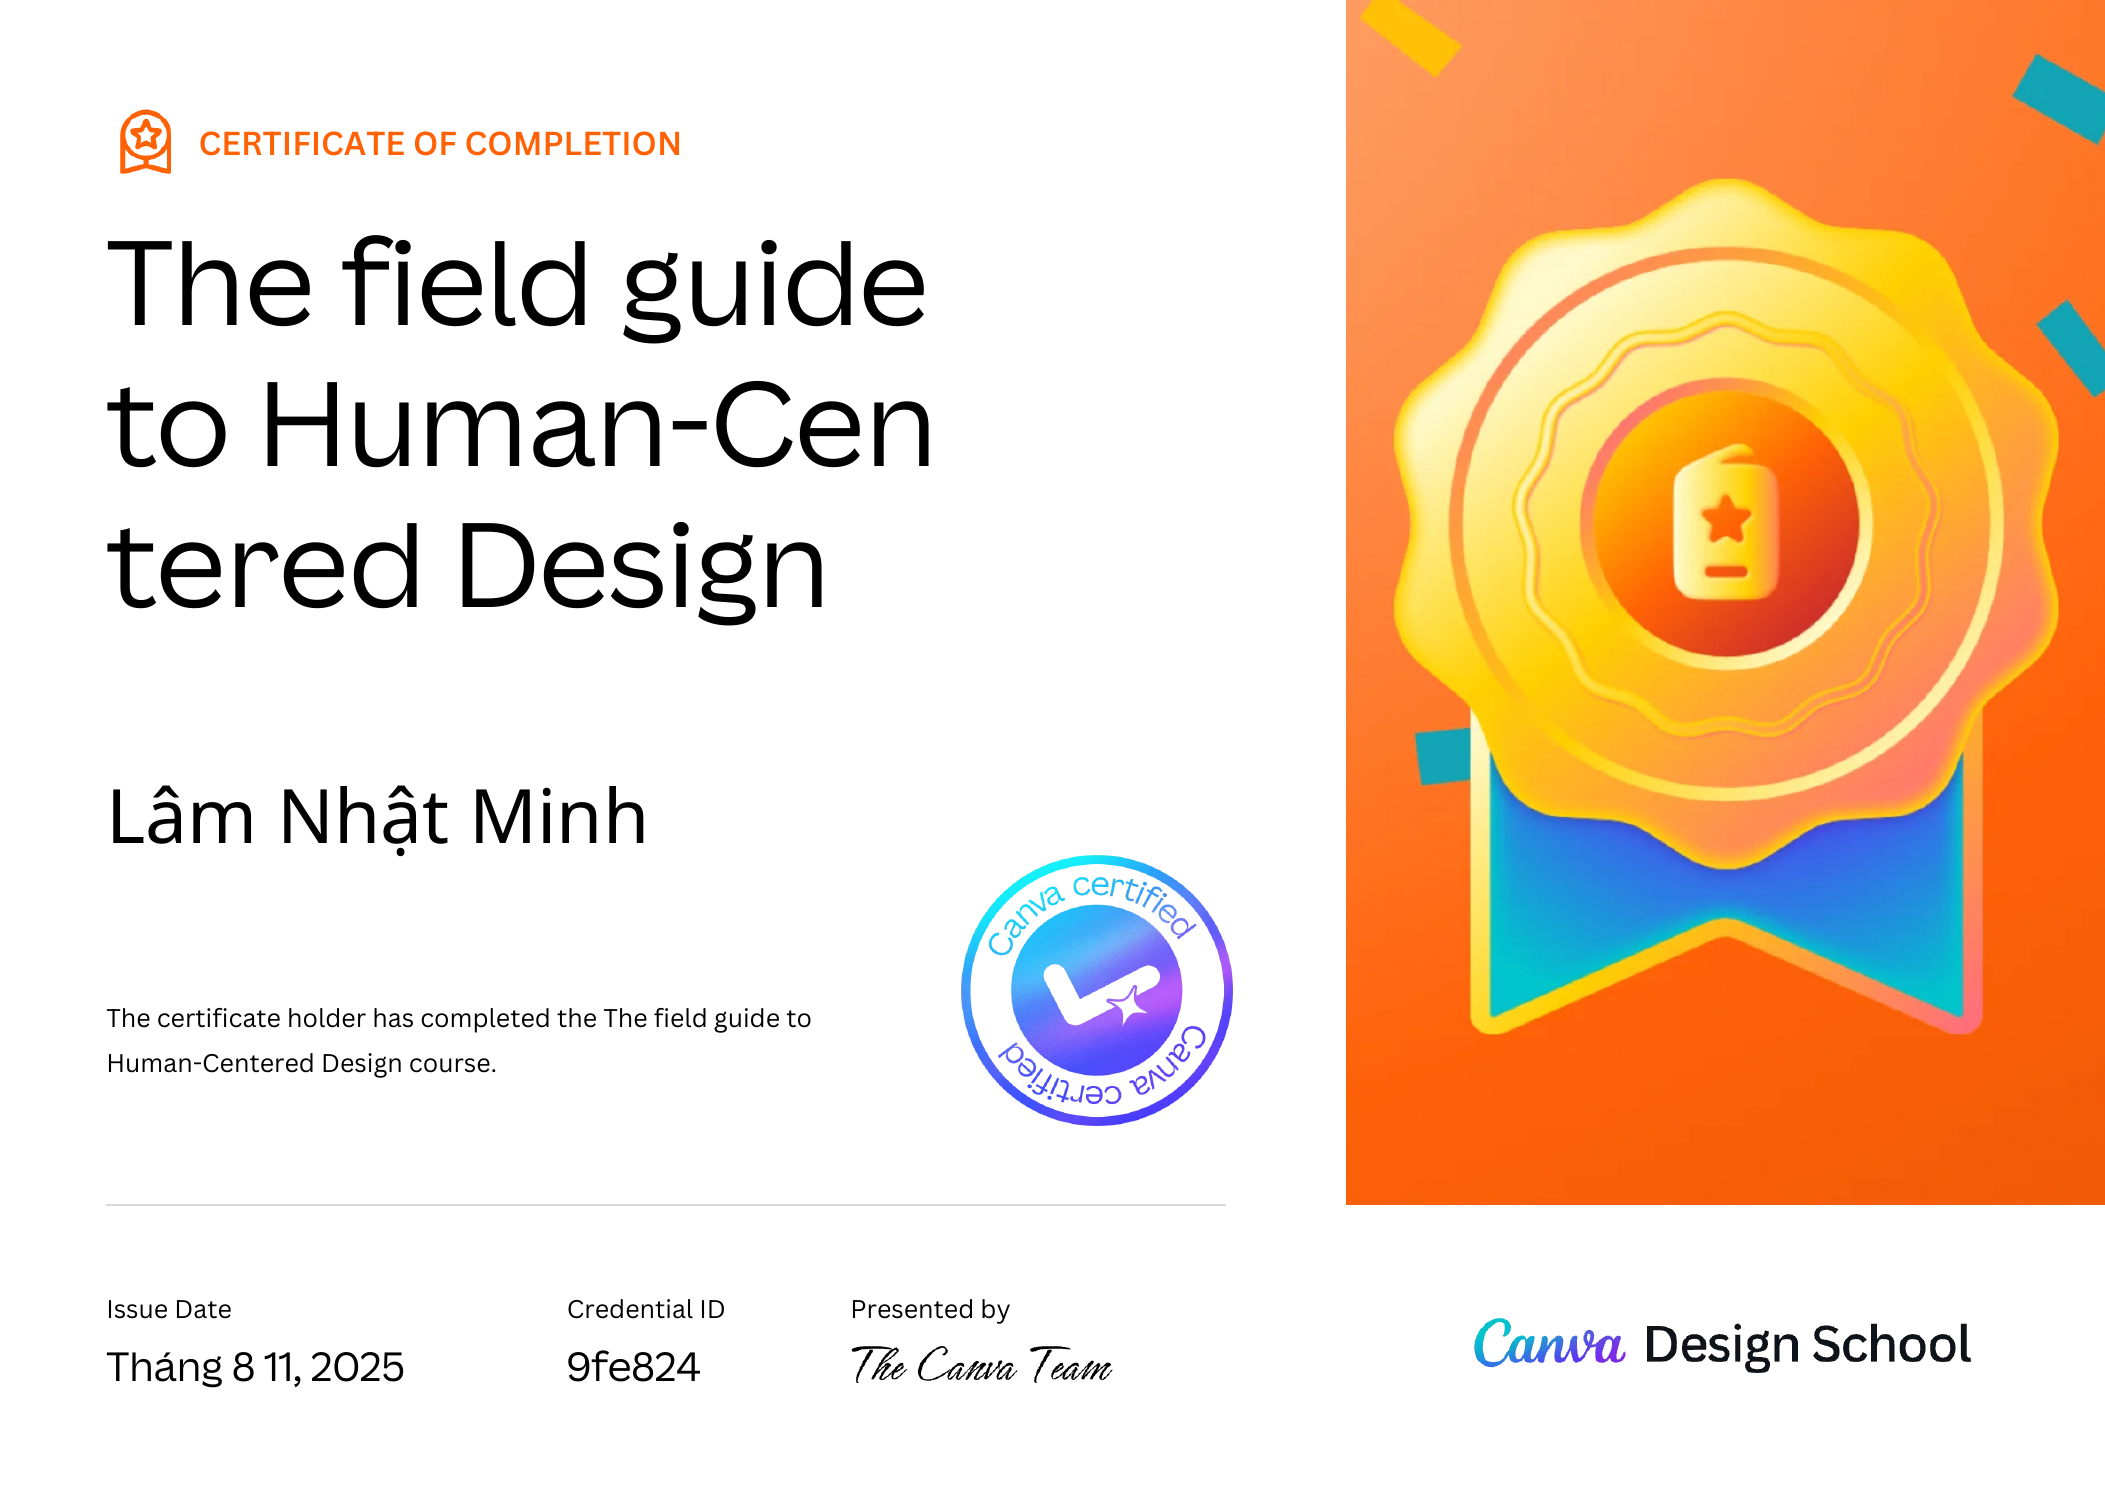 CERTIFICATE OF COMPLETION
The field guide
to Human-Cen
tered Design
Lâm Nhật Minh
The certificate holder has completed the The field guide to
Human-Centered Design course.
Canva certified
Canva certified
Issue Date
Tháng 8 11, 2025
Credential ID
9fe824
Presented by
The Canva Team
Canva Design School